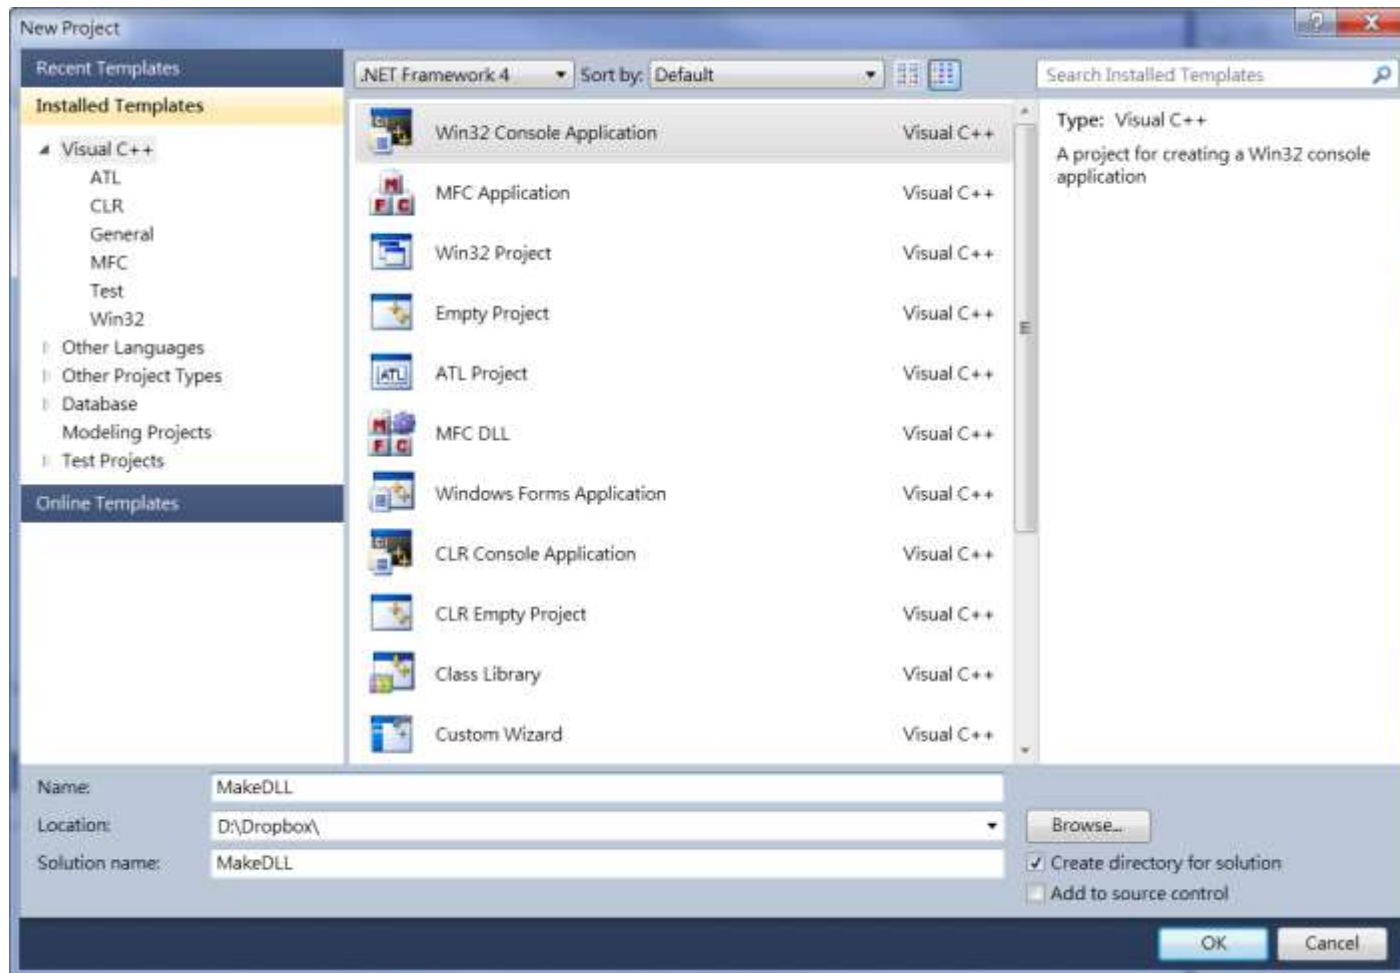 New Project
Recent Templates
Installed Templates
Visual C++
ATL
CLR
General
MFC
Test
Win32
Other Languages
Other Project Types
Database
Modeling Projects
Test Projects
Online Templates
.NET Framework 4 Sort by: Default
Win32 Console Application Visual C++
MFC Application Visual C++
Win32 Project Visual C++
Empty Project Visual C++
ATL Project Visual C++
MFC DLL Visual C++
Windows Forms Application Visual C++
CLR Console Application Visual C++
CLR Empty Project Visual C++
Class Library Visual C++
Custom Wizard Visual C++
Search Installed Templates
Type: Visual C++
A project for creating a Win32 console
application
Name: MakeDLL
Location: D:\Dropbox\
Browse...
Solution name: MakeDLL
Create directory for solution
Add to source control
OK Cancel